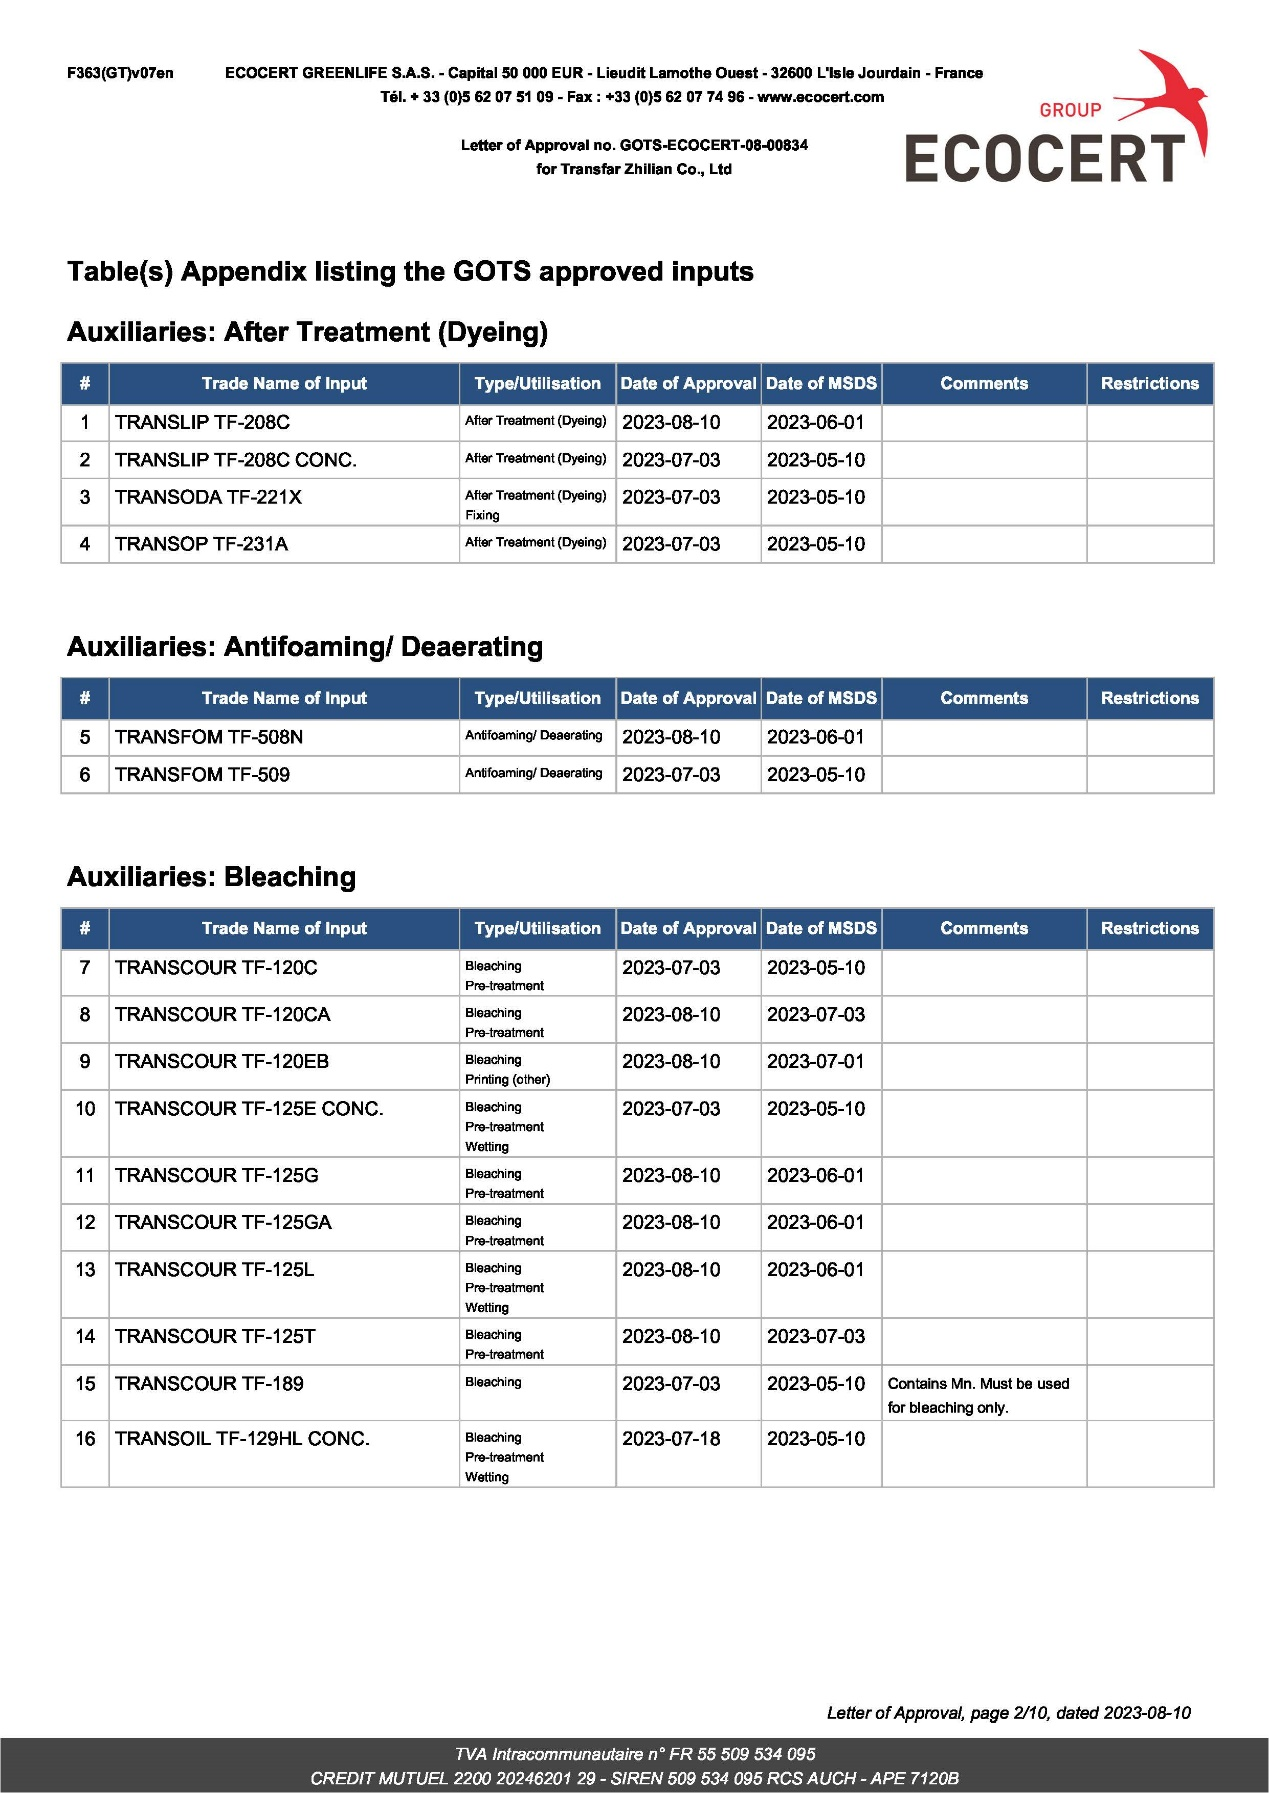 F363(GT)v07en
ECOCERT GREENLIFE S.A.S. - Capital 50 000 EUR - Lieudit Lamothe Ouest - 32600 L'Isle Jourdain - France
Tél. + 33 (0)5 62 07 51 09 - Fax : +33 (0)5 62 07 74 96 - www.ecocert.com
GROUP
ECOCERT
Letter of Approval no. GOTS-ECOCERT-08-00834
for Transfar Zhilian Co., Ltd
Table(s) Appendix listing the GOTS approved inputs
Auxiliaries: After Treatment (Dyeing)
# Trade Name of Input Type/Utilisation Date of Approval Date of MSDS Comments Restrictions
1 TRANSLIP TF-208C After Treatment (Dyeing) 2023-08-10 2023-06-01
2 TRANSLIP TF-208C CONC. After Treatment (Dyeing) 2023-07-03 2023-05-10
3 TRANSODA TF-221X After Treatment (Dyeing) 2023-07-03 2023-05-10
Fixing
4 TRANSOP TF-231A After Treatment (Dyeing) 2023-07-03 2023-05-10
Auxiliaries: Antifoaming/ Deaerating
# Trade Name of Input Type/Utilisation Date of Approval Date of MSDS Comments Restrictions
5 TRANSFOM TF-508N Antifoaming/ Deaerating 2023-08-10 2023-06-01
6 TRANSFOM TF-509 Antifoaming/ Deaerating 2023-07-03 2023-05-10
Auxiliaries: Bleaching
# Trade Name of Input Type/Utilisation Date of Approval Date of MSDS Comments Restrictions
7 TRANSCOUR TF-120C Bleaching 2023-07-03 2023-05-10
Pre-treatment
8 TRANSCOUR TF-120CA Bleaching 2023-08-10 2023-07-03
Pre-treatment
9 TRANSCOUR TF-120EB Bleaching 2023-08-10 2023-07-01
Printing (other)
10 TRANSCOUR TF-125E CONC. Bleaching 2023-07-03 2023-05-10
Pre-treatment
Wetting
11 TRANSCOUR TF-125G Bleaching 2023-08-10 2023-06-01
Pre-treatment
12 TRANSCOUR TF-125GA Bleaching 2023-08-10 2023-06-01
Pre-treatment
13 TRANSCOUR TF-125L Bleaching 2023-08-10 2023-06-01
Pre-treatment
Wetting
14 TRANSCOUR TF-125T Bleaching 2023-08-10 2023-07-03
Pre-treatment
15 TRANSCOUR TF-189 Bleaching 2023-07-03 2023-05-10 Contains Mn. Must be used
for bleaching only.
16 TRANSOIL TF-129HL CONC. Bleaching 2023-07-18 2023-05-10
Pre-treatment
Wetting
Letter of Approval, page 2/10, dated 2023-08-10
TVA Intracommunautaire n° FR 55 509 534 095
CREDIT MUTUEL 2200 20246201 29 - SIREN 509 534 095 RCS AUCH - APE 7120B